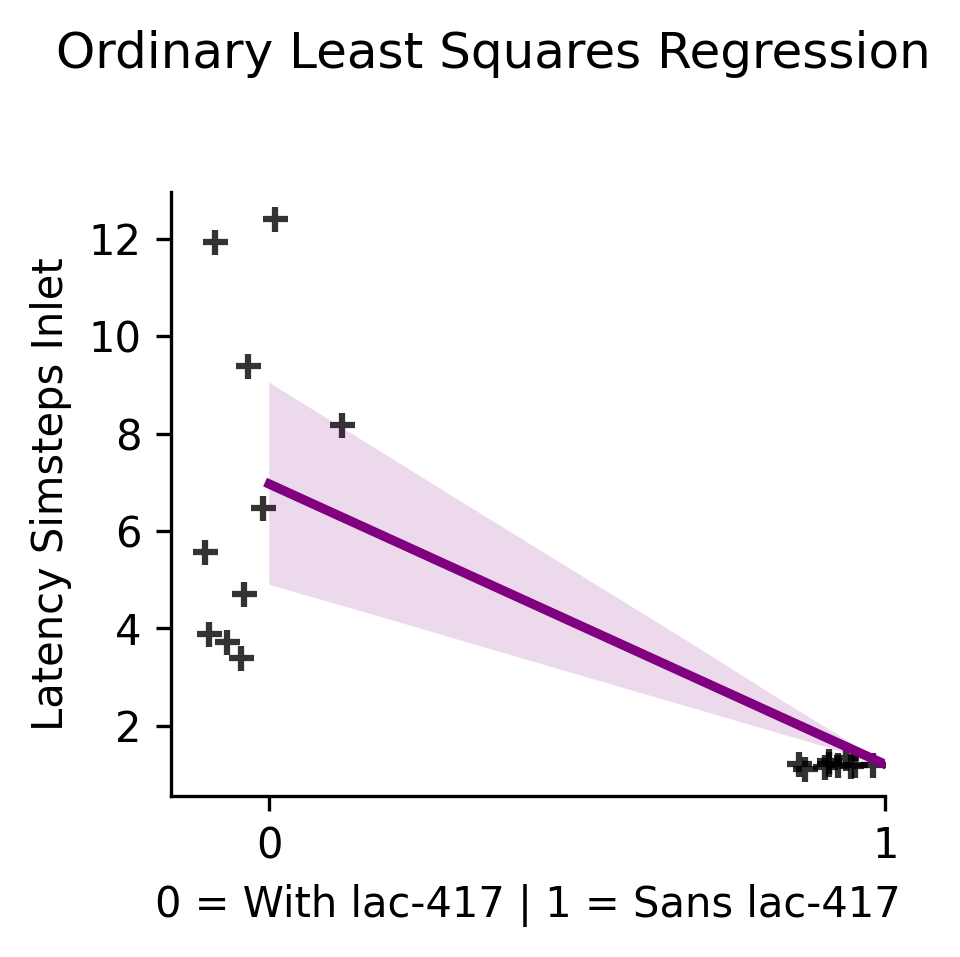 Ordinary Least Squares Regression
Latency Simsteps Inlet
12
10
8
6
4
2
0
1
0 = With lac-417 | 1 = Sans lac-417